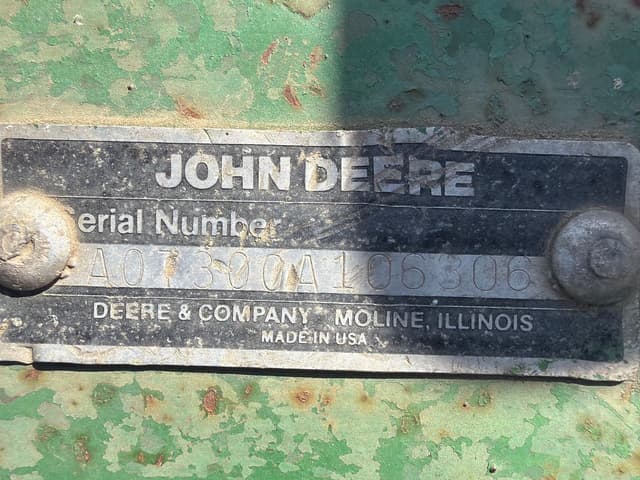 JOHN DEERE
erial Number
A07300A106306
DEERE & COMPANY MOLINE, ILLINOIS
MADE IN USA